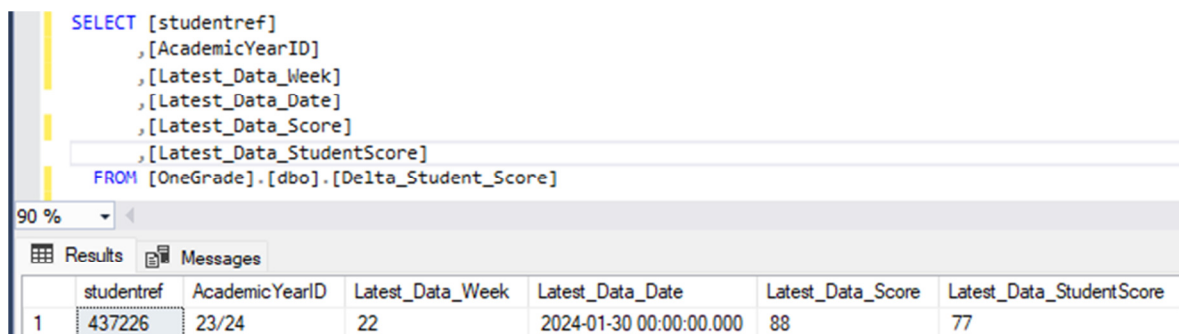 SELECT [studentref]
,[AcademicYearID]
,[Latest_Data_Week]
,[Latest_Data_Date]
,[Latest_Data_Score]
,[Latest_Data_StudentScore]
FROM [OneGrade].[dbo].[Delta_Student_Score]
90 %
Results Messages
studentref AcademicYearID Latest_Data_Week Latest_Data_Date Latest_Data_Score Latest_Data_StudentScore
1 437226 23/24 22 2024-01-30 00:00:00.000 88 77